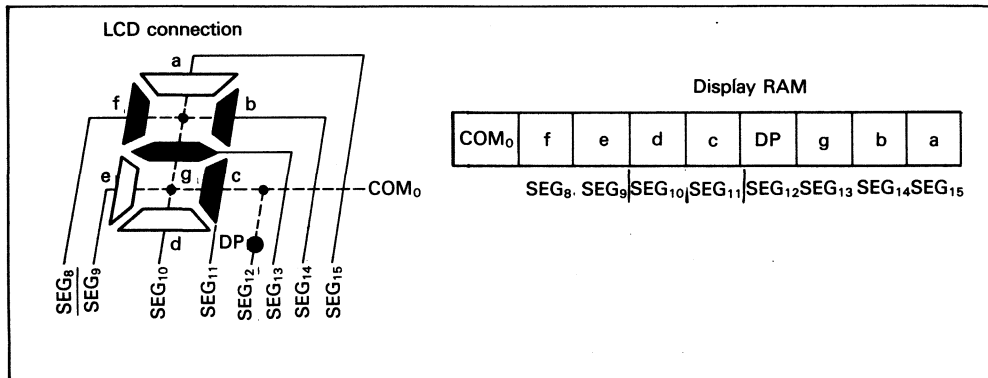 LCD connection
a
f
b
e
g
c
COM₀
d
DP
SEG₈
SEG₉
SEG₁₀
SEG₁₁
SEG₁₂
SEG₁₃
SEG₁₄
SEG₁₅
Display RAM
COM₀ f e d c DP g b a
SEG₈ SEG₉ SEG₁₀ SEG₁₁ SEG₁₂ SEG₁₃ SEG₁₄ SEG₁₅